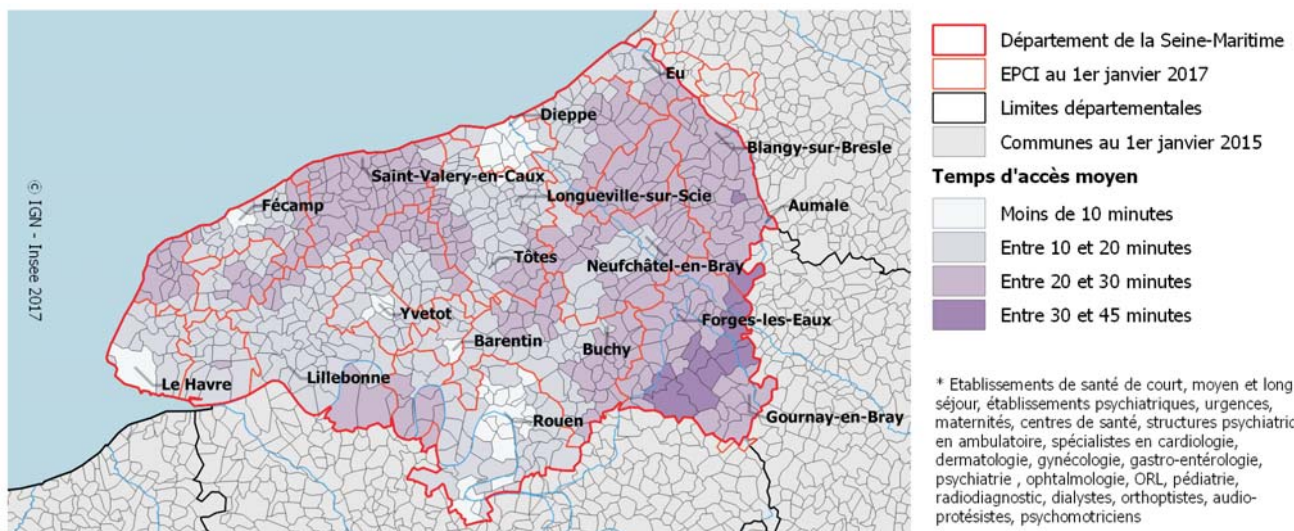 Eu
Dieppe
Blangy-sur-Bresle
Saint-Valery-en-Caux
Longueville-sur-Scie
Fécamp
Aumale
Tôtes
Neufchâtel-en-Bray
Yvetot
Forges-les-Eaux
Barentin
Buchy
Le Havre
Lillebonne
Rouen
Gournay-en-Bray
© IGN - Insee 2017
Département de la Seine-Maritime
EPCI au 1er janvier 2017
Limites départementales
Communes au 1er janvier 2015
Temps d'accès moyen
Moins de 10 minutes
Entre 10 et 20 minutes
Entre 20 et 30 minutes
Entre 30 et 45 minutes
* Etablissements de santé de court, moyen et long
séjour, établissements psychiatriques, urgences,
maternités, centres de santé, structures psychiatric
en ambulatoire, spécialistes en cardiologie,
dermatologie, gynécologie, gastro-entérologie,
psychiatrie , ophtalmologie, ORL, pédiatrie,
radiodiagnostic, dialystes, orthoptistes, audio-
protésistes, psychomotriciens